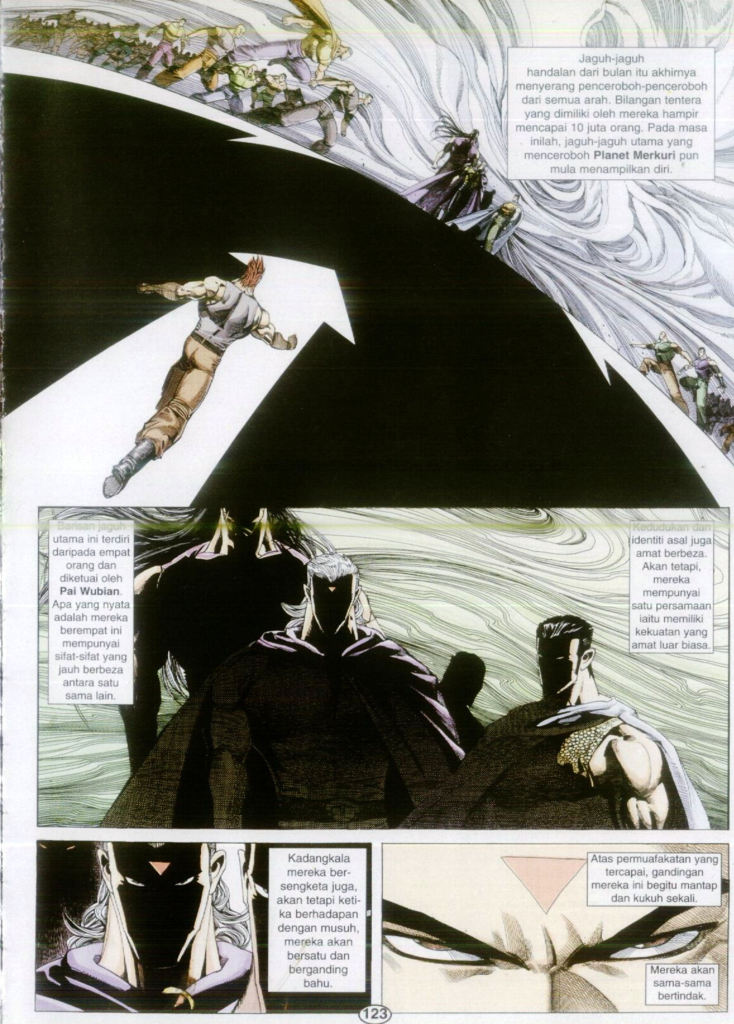 Jaguh-jaguh
handalan dari bulan itu akhirnya
menyerang penceroboh-penceroboh
dari semua arah. Bilangan tentera
yang dimiliki oleh mereka hampir
mencapai 10 juta orang. Pada masa
inilah, jaguh-jaguh utama yang
menceroboh Planet Merkuri pun
mula menampilkan diri.
Barisan jaguh
utama ini terdiri
daripada empat
orang dan
diketuai oleh
Pai Wubian.
Apa yang nyata
adalah mereka
berempat ini
mempunyai
sifat-sifat yang
jauh berbeza
antara satu
sama lain.
Kedudukan dan
identiti asal juga
amat berbeza.
Akan tetapi,
mereka
mempunyai
satu persamaan
iaitu memiliki
kekuatan yang
amat luar biasa.
Kadangkala
mereka ber-
sengketa juga,
akan tetapi keti-
ka berhadapan
dengan musuh,
mereka akan
bersatu dan
berganding
bahu.
Atas permuafakatan yang
tercapai, gandingan
mereka ini begitu mantap
dan kukuh sekali.
Mereka akan
sama-sama
bertindak.
123